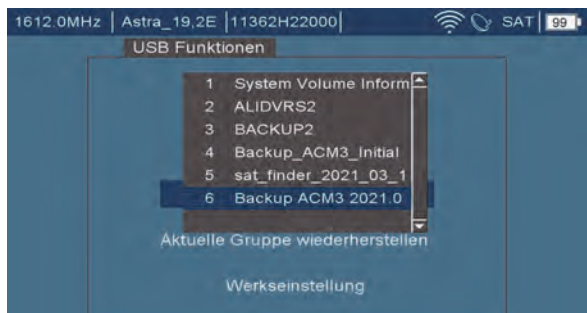 1612.0MHz | Astra_19,2E |11362H22000| SAT 99
USB Funktionen
1 System Volume Inform
2 ALIDVRS2
3 BACKUP2
4 Backup_ACM3_Initial
5 sat_finder_2021_03_1
6 Backup ACM3 2021.0
Aktuelle Gruppe wiederherstellen
Werkseinstellung